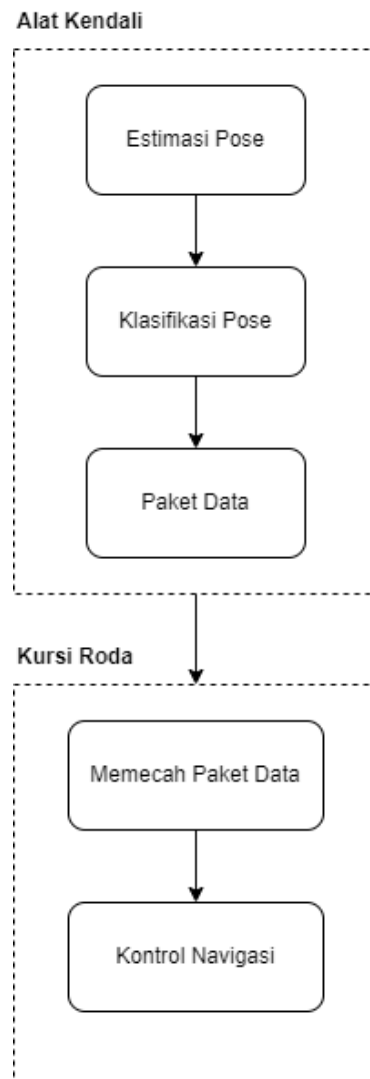 Alat Kendali
Estimasi Pose
Klasifikasi Pose
Paket Data
Kursi Roda
Memecah Paket Data
Kontrol Navigasi